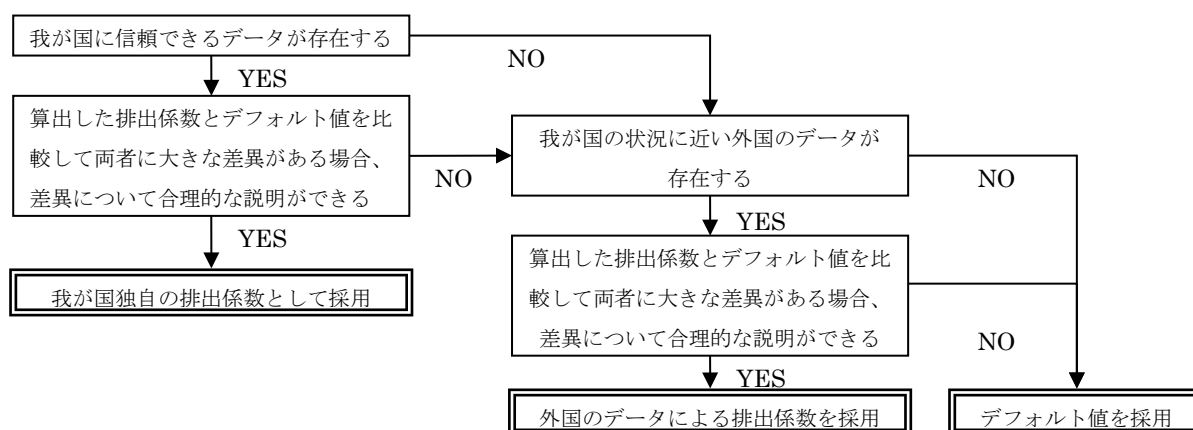 我が国に信頼できるデータが存在する
NO
YES
算出した排出係数とデフォルト値を比
較して両者に大きな差異がある場合、
差異について合理的な説明ができる
NO
我が国の状況に近い外国のデータが
存在する
NO
YES
YES
我が国独自の排出係数として採用
算出した排出係数とデフォルト値を比
較して両者に大きな差異がある場合、
差異について合理的な説明ができる
NO
YES
外国のデータによる排出係数を採用
デフォルト値を採用